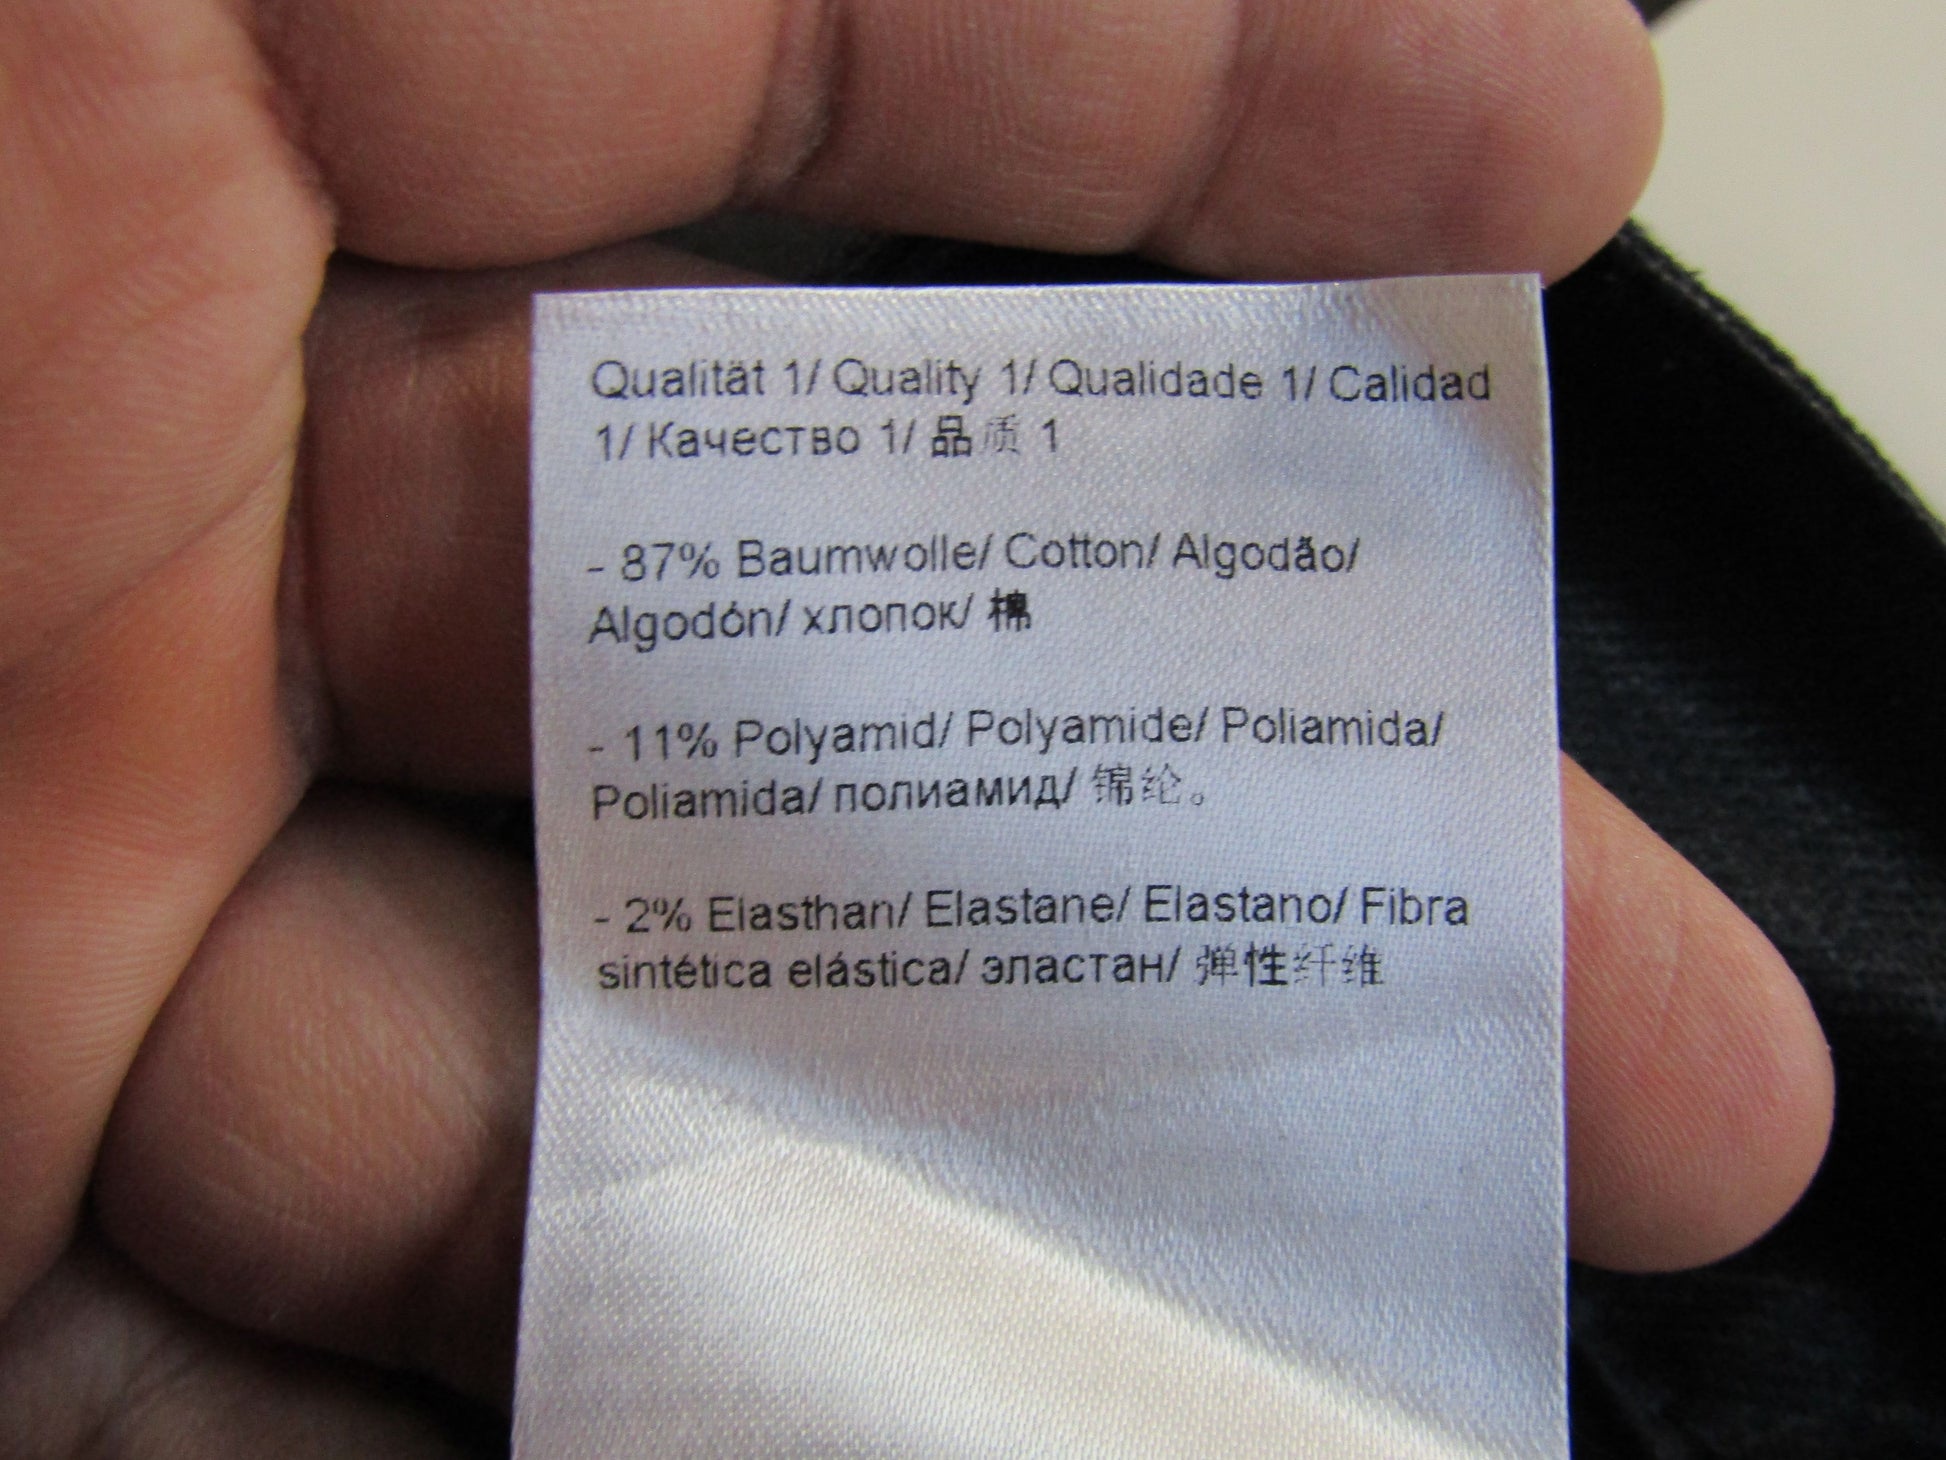 Qualität 1/ Quality 1/ Qualidade 1/ Calidad
1/ Качество 1/ 品质 1
- 87% Baumwolle/ Cotton/ Algodão/
Algodón/ хлопок/ 棉
- 11% Polyamid/ Polyamide/ Poliamida/
Poliamida/ полиамид/ 锦纶。
- 2% Elasthan/ Elastane/ Elastano/ Fibra
sintética elástica/ эластан/ 弹性纤维